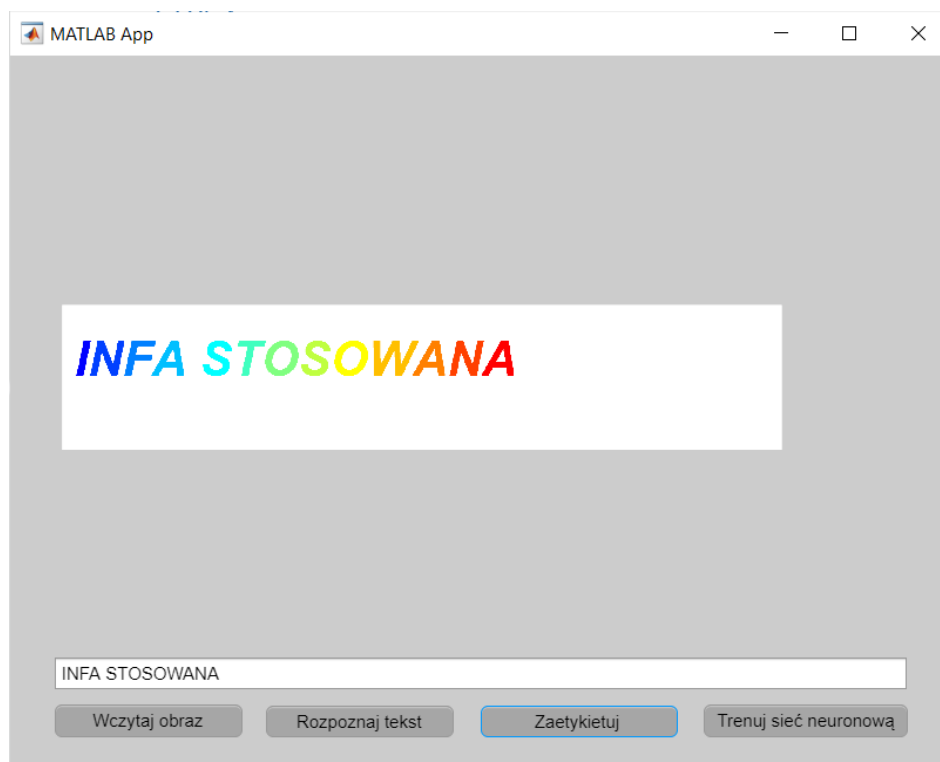 MATLAB App
INFA STOSOWANA
INFA STOSOWANA
Wczytaj obraz
Rozpoznaj tekst
Zaetykietuj
Trenuj sieć neuronową